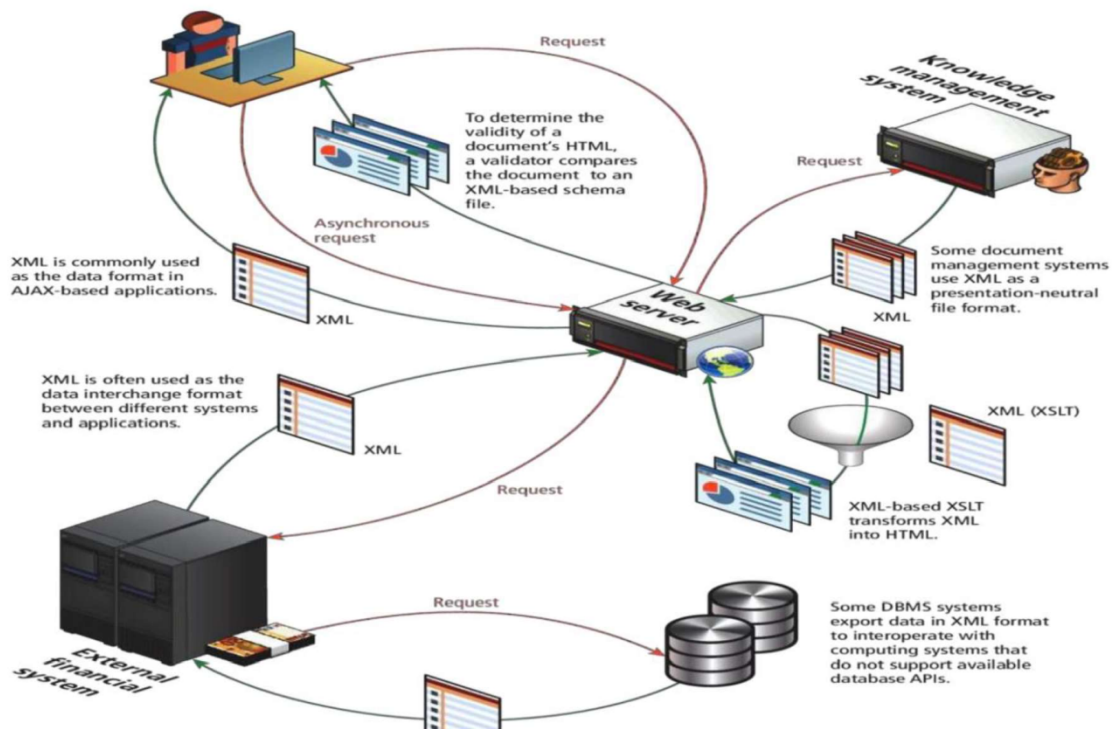 Request
Knowledge
management
system
To determine the
validity of a
document's HTML,
a validator compares
the document to an
XML-based schema
file.
Request
Asynchronous
request
XML is commonly used
as the data format in
AJAX-based applications.
XML
Web
server
Some document
management systems
use XML as a
presentation-neutral
file format.
XML
XML is often used as the
data interchange format
between different systems
and applications.
XML
XML (XSLT)
Request
XML-based XSLT
transforms XML
into HTML.
Request
External
financial
system
Some DBMS systems
export data in XML format
to interoperate with
computing systems that
do not support available
database APIs.